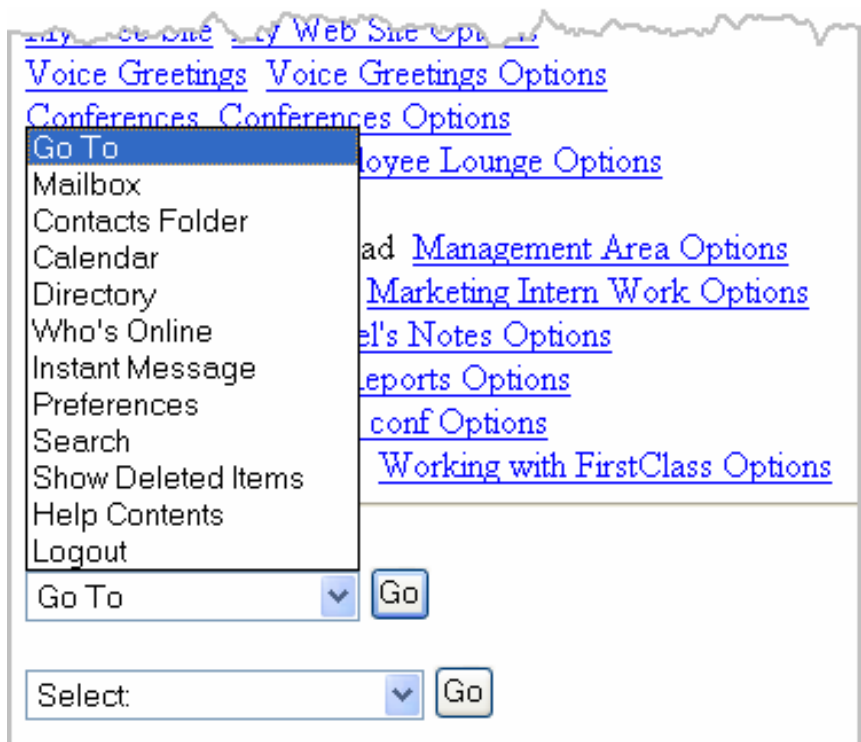 Web Site Options
Voice Greetings Voice Greetings Options
Conferences Conferences Options
Go To
loyee Lounge Options
Mailbox
Contacts Folder
ad Management Area Options
Calendar
Directory
Marketing Intern Work Options
Who's Online
el's Notes Options
Instant Message
eports Options
Preferences
conf Options
Search
Show Deleted Items
Working with FirstClass Options
Help Contents
Logout
Go To Go
Select: Go